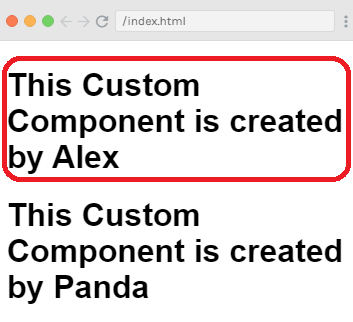 /index.html
This Custom
Component is created
by Alex
This Custom
Component is created
by Panda